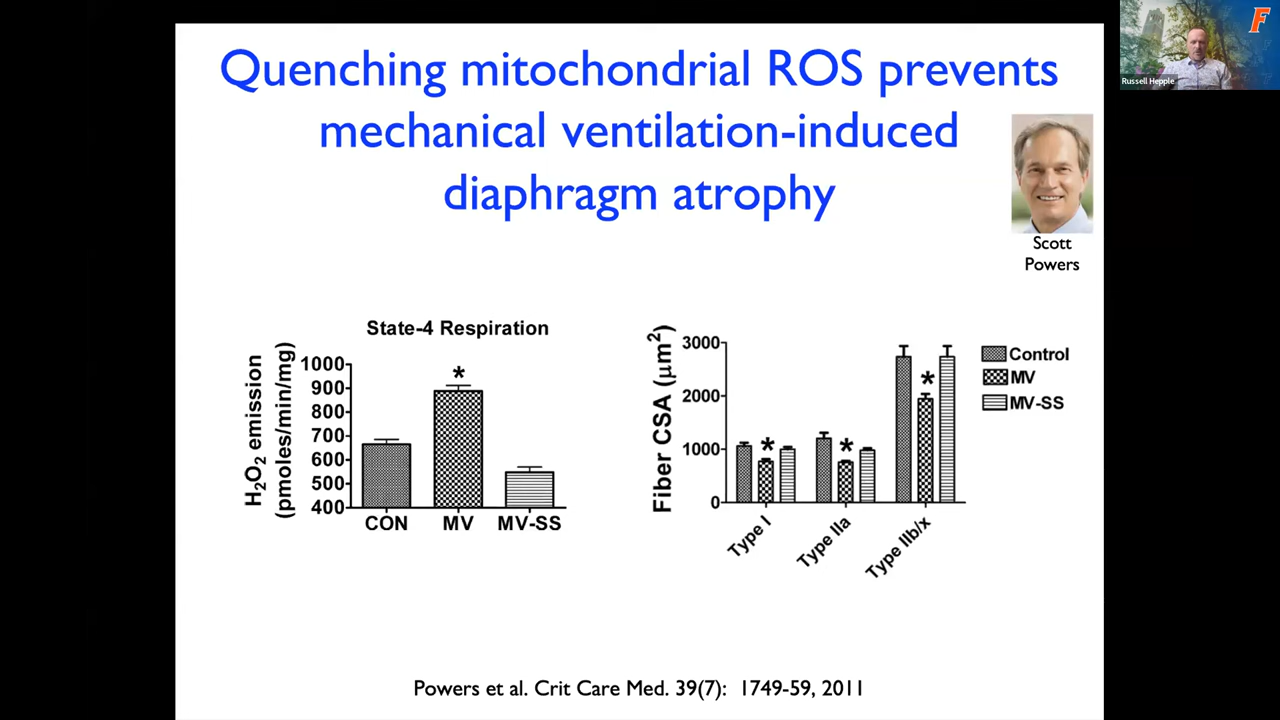 Quenching mitochondrial ROS prevents
mechanical ventilation-induced
diaphragm atrophy
F
Russell Hepple
Scott
Powers
State-4 Respiration
H₂O₂ emission
(pmoles/min/mg)
1000
900
800
700
600
500
400
*
CON MV MV-SS
Fiber CSA (μm²)
3000
2000
1000
0
* * *
Type I Type IIa Type IIb/x
Control
MV
MV-SS
Powers et al. Crit Care Med. 39(7): 1749-59, 2011